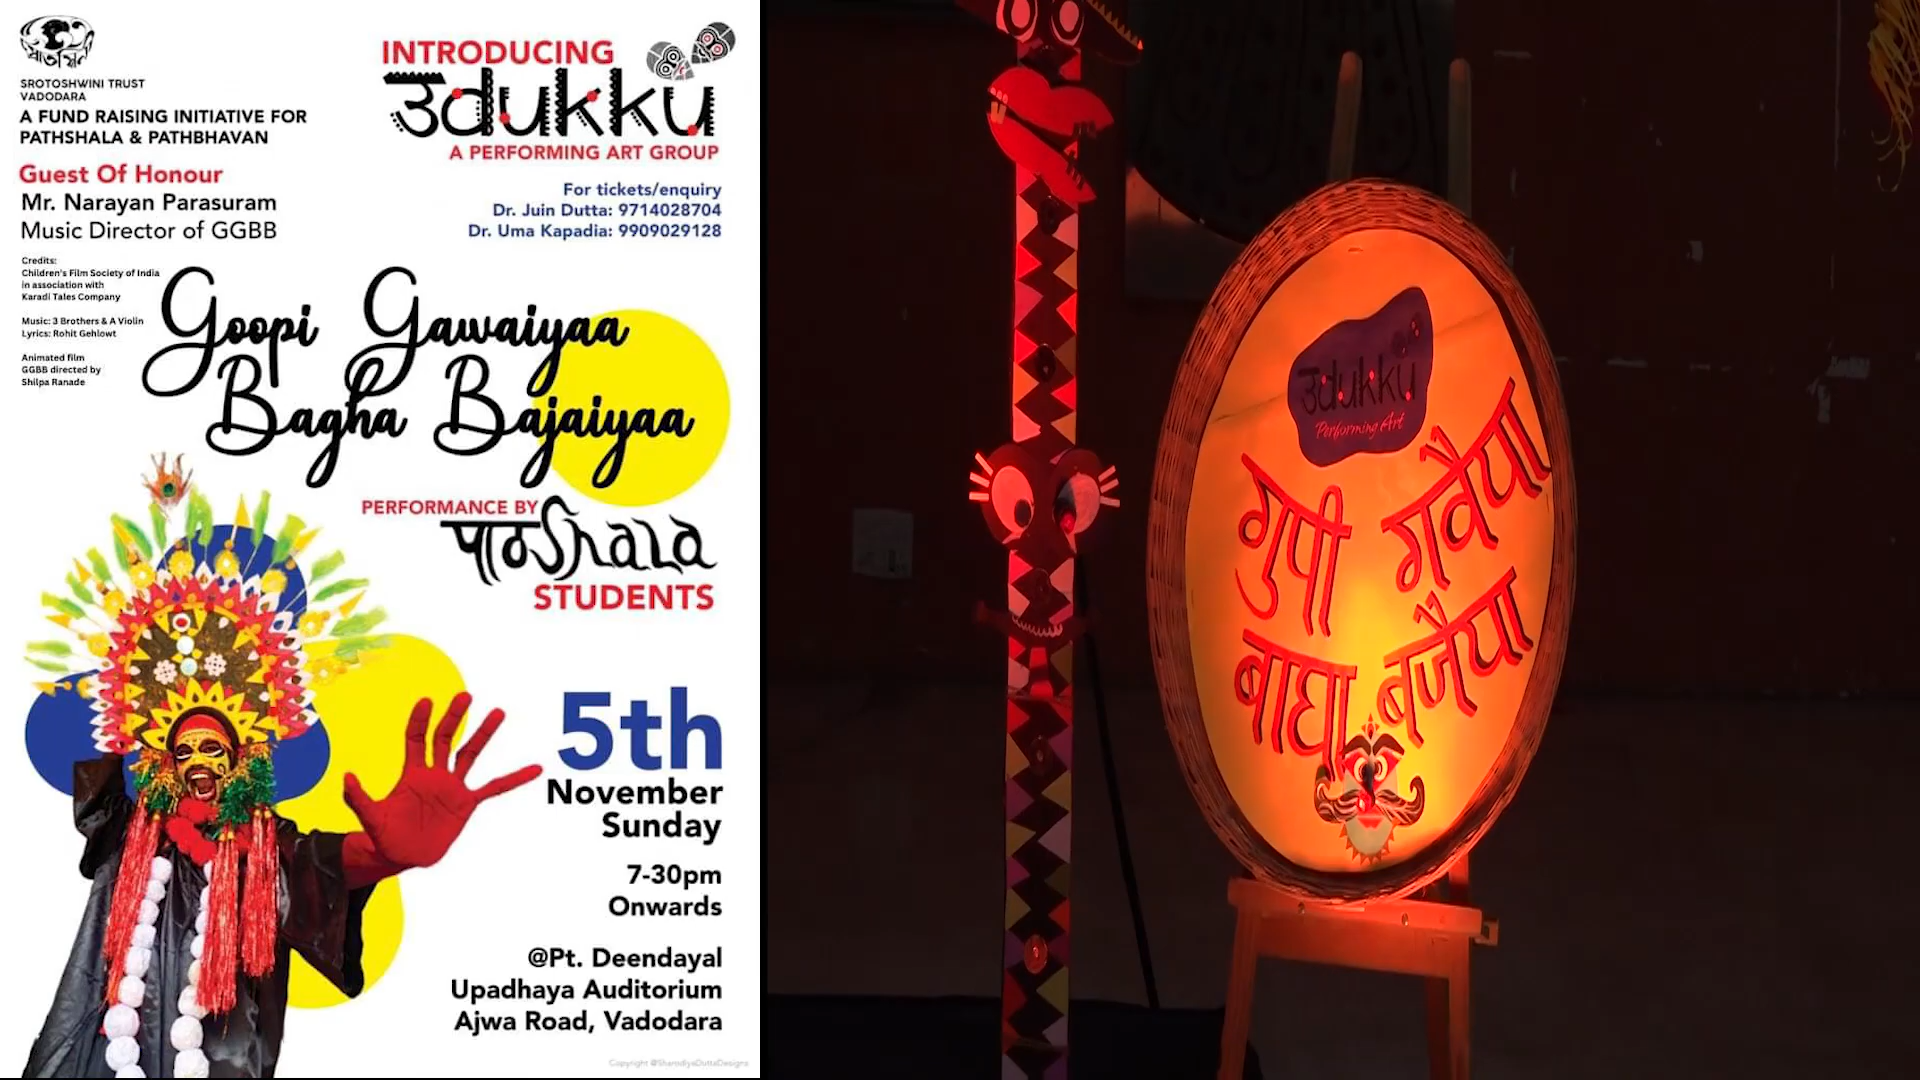 বাতায়ন
SROTOSHWINI TRUST
VADODARA
A FUND RAISING INITIATIVE FOR
PATHSHALA & PATHBHAVAN
Guest Of Honour
Mr. Narayan Parasuram
Music Director of GGBB
Credits:
Children's Film Society of India
in association with
Karadi Tales Company
Music: 3 Brothers & A Violin
Lyrics: Rohit Gehlowt
Animated film
GGBB directed by
Shilpa Ranade
INTRODUCING
उdukku
A PERFORMING ART GROUP
For tickets/enquiry
Dr. Juin Dutta: 9714028704
Dr. Uma Kapadia: 9909029128
Goopi Gawaiyaa
Bagha Bajaiyaa
PERFORMANCE BY
पाठShala
STUDENTS
5th
November
Sunday
7-30pm
Onwards
@Pt. Deendayal
Upadhaya Auditorium
Ajwa Road, Vadodara
Copyright @SharodiyaDuttaDesigns
उdukku
Performing Art
गुपी गवैया
बाघा बजैया